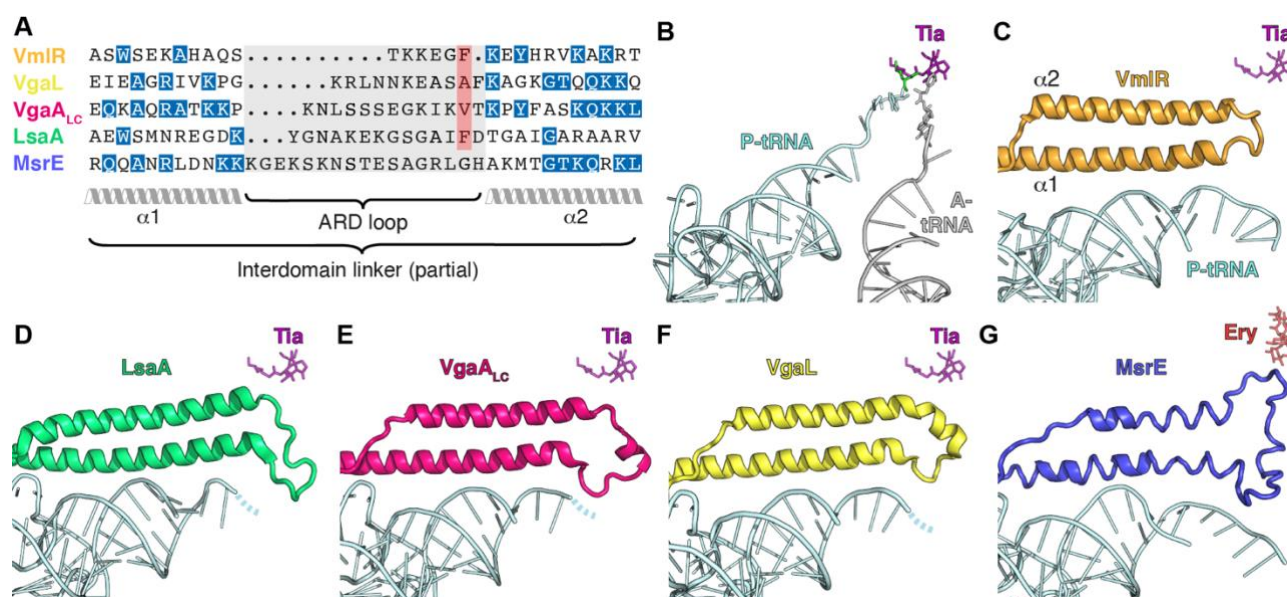 A
VmlR ASWSEKAHAQS..........TKKEGF.KEYHRVKAKRT
VgaL EIEAGRIVKPG......KRLNNKEASAFKAGKGTQQKKQ
VgaALC EQKAQRATKKP....KNLSSSEGKIKVTKPYFASKQKKL
LsaA AEWSMNREGDK...YGNAKEKGSGAIFDTGAIGARAARV
MsrE RQQANRLDNKKKGEKSKNSTESAGRLGHAKMTGTKQRKL
α1 ARD loop α2
Interdomain linker (partial)
B
Tia
P-tRNA
A-
tRNA
C
Tia
VmlR
α2
α1
P-tRNA
D
LsaA
Tia
E
VgaALC
Tia
F
VgaL
Tia
G
MsrE
Ery